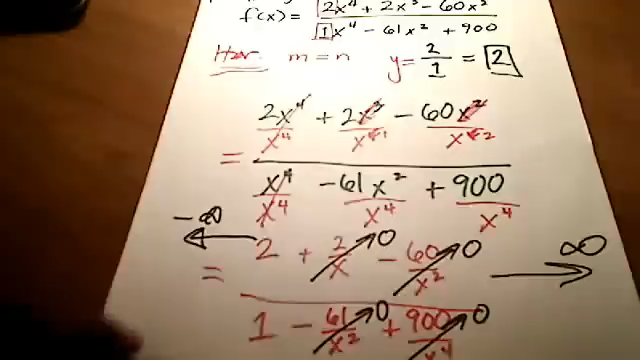 f(x) = (2x⁴ + 2x³ - 60x²) / (1x⁴ - 61x² + 900)
Hor. m = n y = 2/1 = 2
= (2x⁴/x⁴ + 2x³/x⁴ - 60x²/x⁴) / (x⁴/x⁴ - 61x²/x⁴ + 900/x⁴)
-∞ ∞
= (2 + 2/x → 0 - 60/x² → 0) / (1 - 61/x² → 0 + 900/x⁴ → 0)